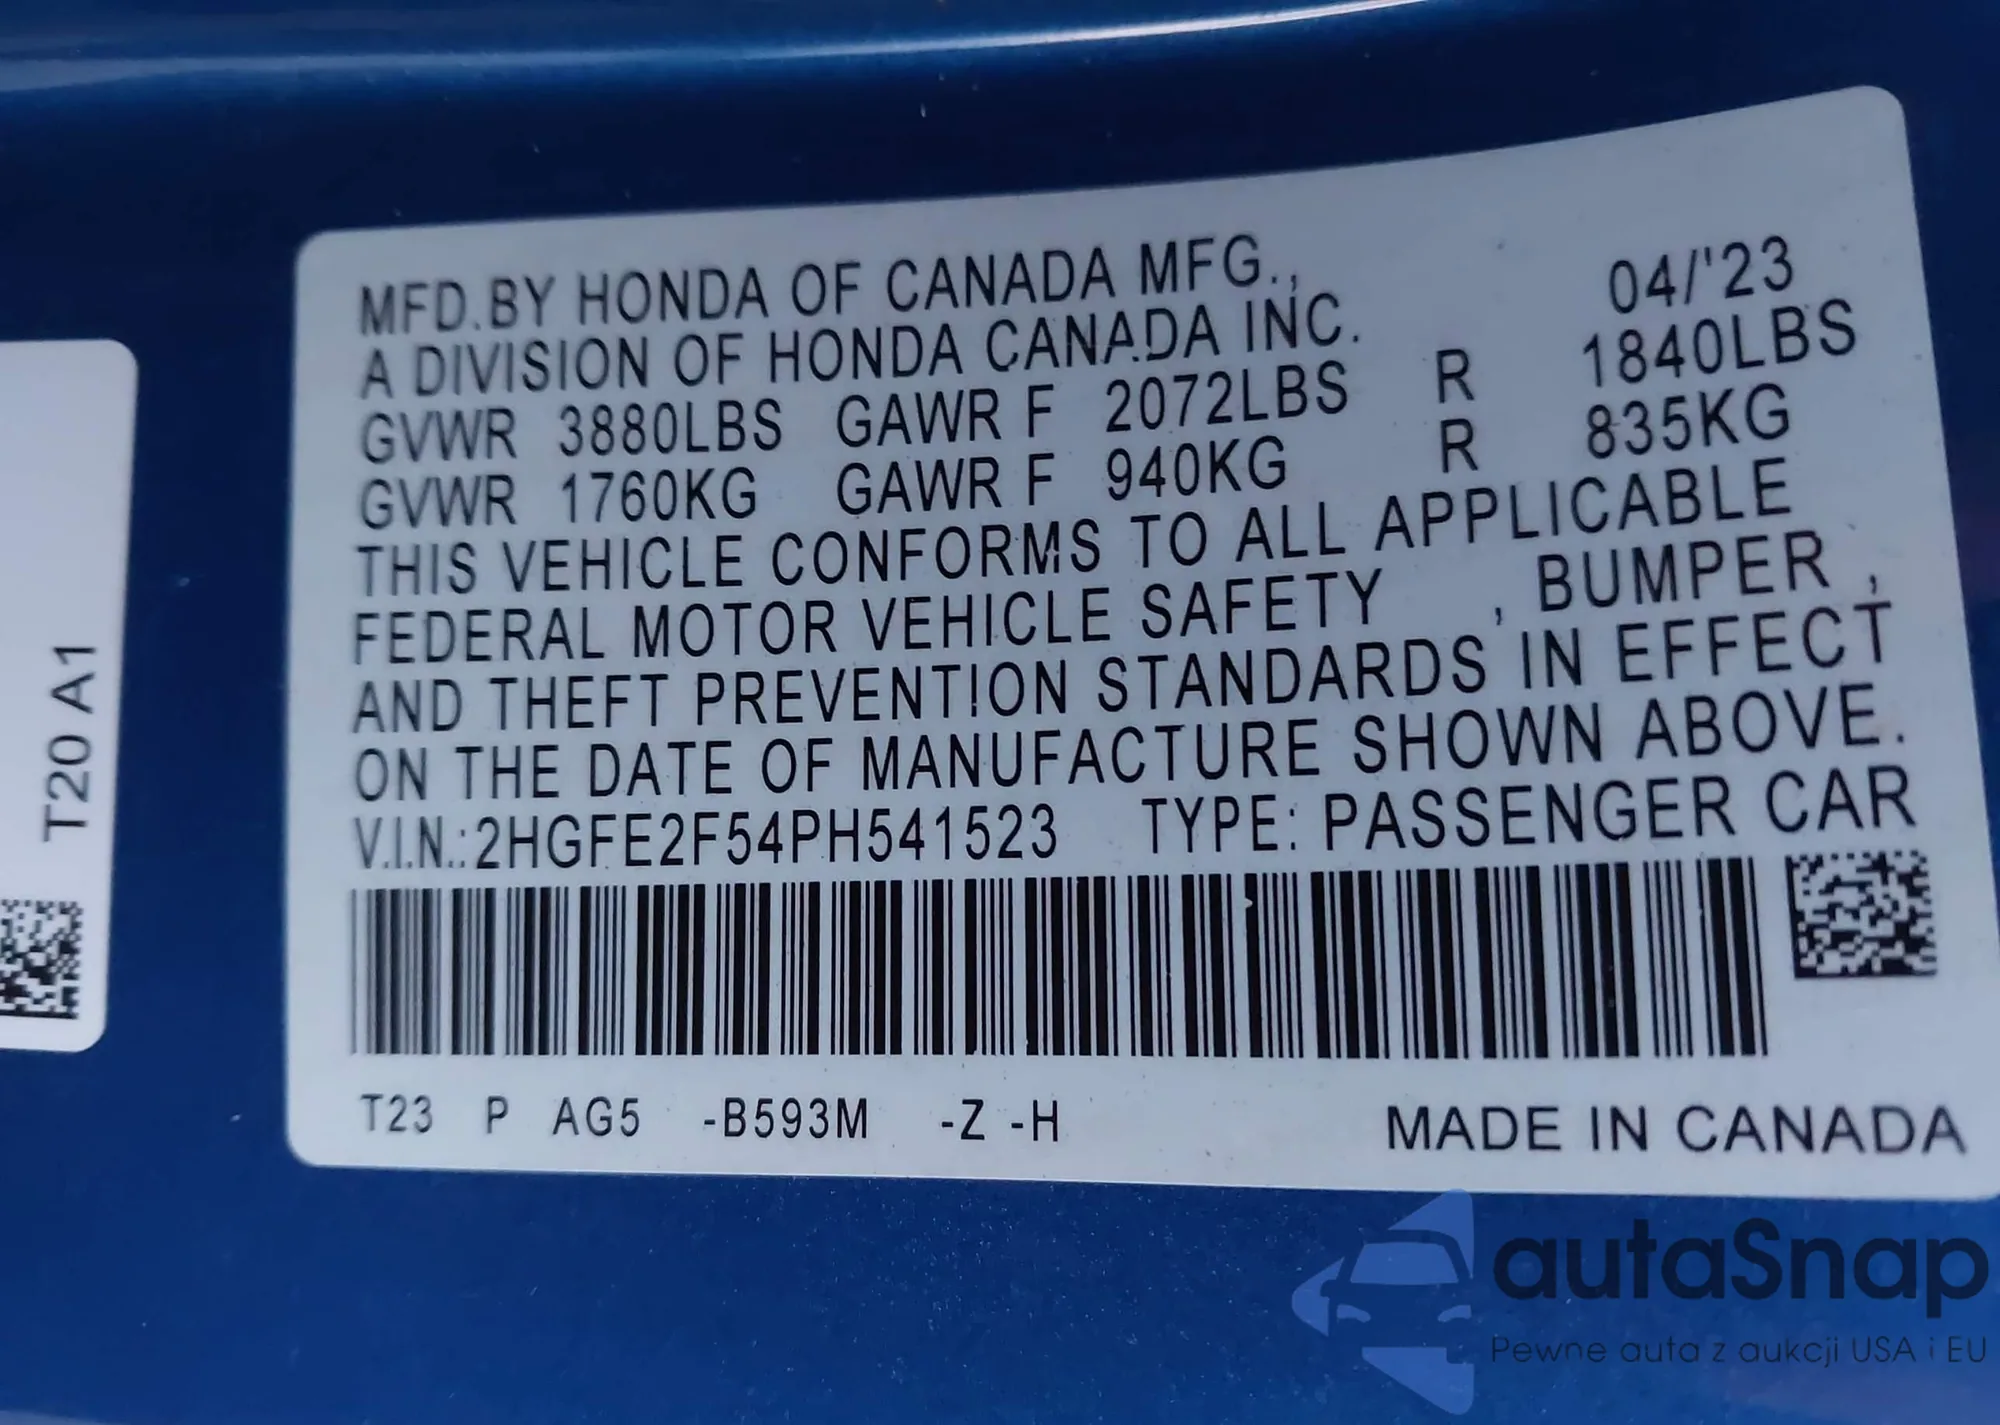 MFD.BY HONDA OF CANADA MFG.,
A DIVISION OF HONDA CANADA INC. 04/'23
GVWR 3880LBS GAWR F 2072LBS R 1840LBS
GVWR 1760KG GAWR F 940KG R 835KG
THIS VEHICLE CONFORMS TO ALL APPLICABLE
FEDERAL MOTOR VEHICLE SAFETY , BUMPER ,
AND THEFT PREVENTION STANDARDS IN EFFECT
ON THE DATE OF MANUFACTURE SHOWN ABOVE.
V.I.N.:2HGFE2F54PH541523 TYPE: PASSENGER CAR
T23 P AG5 -B593M -Z -H MADE IN CANADA
T20 A1
autaSnap
Pewne auta z aukcji USA i EU